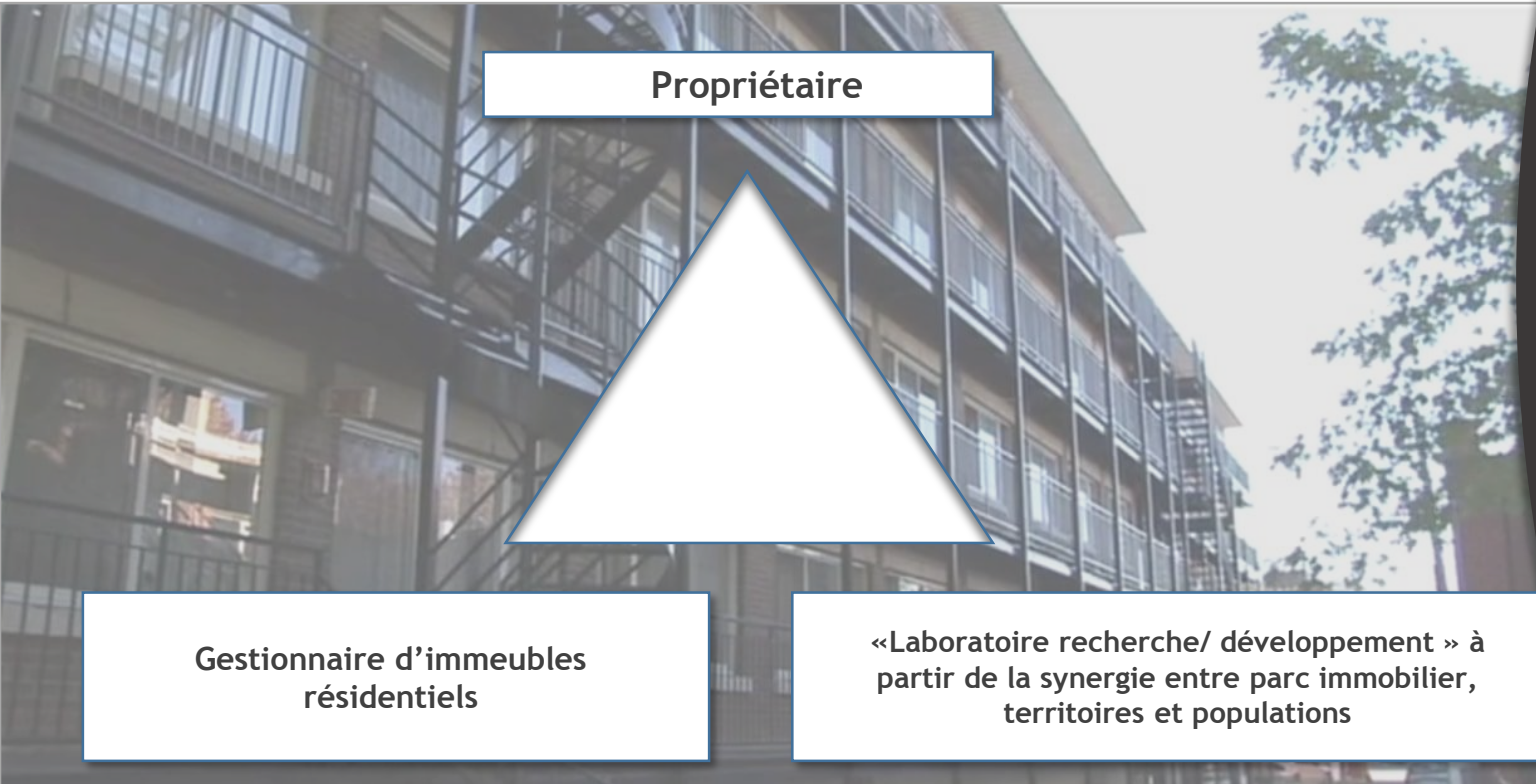 Propriétaire
Gestionnaire d’immeubles
résidentiels
«Laboratoire recherche/ développement » à
partir de la synergie entre parc immobilier,
territoires et populations